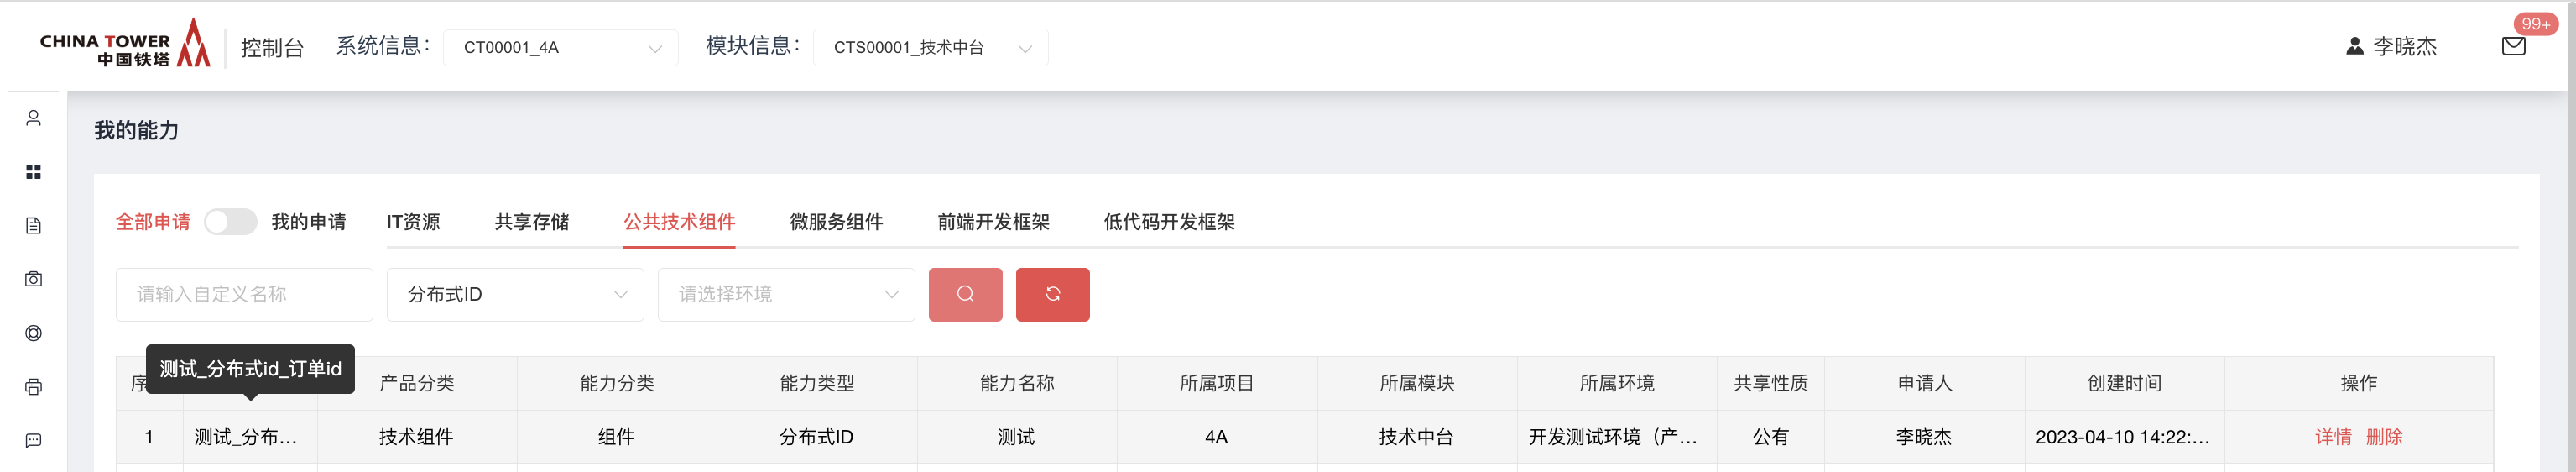 CHINA TOWER
中国铁塔
控制台
系统信息：
CT00001_4A
模块信息：
CTS00001_技术中台
李晓杰
99+
我的能力
全部申请
我的申请
IT资源
共享存储
公共技术组件
微服务组件
前端开发框架
低代码开发框架
请输入自定义名称
分布式ID
请选择环境
测试_分布式id_订单id
序
产品分类
能力分类
能力类型
能力名称
所属项目
所属模块
所属环境
共享性质
申请人
创建时间
操作
1
测试_分布...
技术组件
组件
分布式ID
测试
4A
技术中台
开发测试环境（产...
公有
李晓杰
2023-04-10 14:22:...
详情
删除